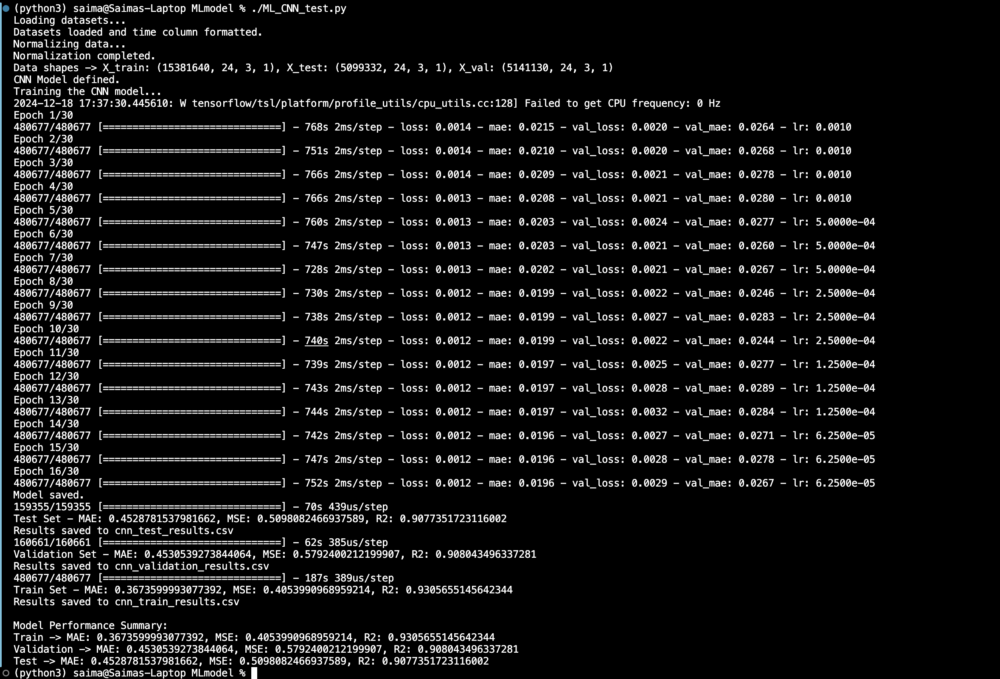 (python3) saima@Saimas-Laptop MLmodel % ./ML_CNN_test.py
Loading datasets...
Datasets loaded and time column formatted.
Normalizing data...
Normalization completed.
Data shapes -> X_train: (15381640, 24, 3, 1), X_test: (5099332, 24, 3, 1), X_val: (5141130, 24, 3, 1)
CNN Model defined.
Training the CNN model...
2024-12-18 17:37:30.445610: W tensorflow/tsl/platform/profile_utils/cpu_utils.cc:128] Failed to get CPU frequency: 0 Hz
Epoch 1/30
480677/480677 [==============================] - 768s 2ms/step - loss: 0.0014 - mae: 0.0215 - val_loss: 0.0020 - val_mae: 0.0264 - lr: 0.0010
Epoch 2/30
480677/480677 [==============================] - 751s 2ms/step - loss: 0.0014 - mae: 0.0210 - val_loss: 0.0020 - val_mae: 0.0268 - lr: 0.0010
Epoch 3/30
480677/480677 [==============================] - 766s 2ms/step - loss: 0.0014 - mae: 0.0209 - val_loss: 0.0021 - val_mae: 0.0278 - lr: 0.0010
Epoch 4/30
480677/480677 [==============================] - 766s 2ms/step - loss: 0.0013 - mae: 0.0208 - val_loss: 0.0021 - val_mae: 0.0280 - lr: 0.0010
Epoch 5/30
480677/480677 [==============================] - 760s 2ms/step - loss: 0.0013 - mae: 0.0203 - val_loss: 0.0024 - val_mae: 0.0277 - lr: 5.0000e-04
Epoch 6/30
480677/480677 [==============================] - 747s 2ms/step - loss: 0.0013 - mae: 0.0203 - val_loss: 0.0021 - val_mae: 0.0260 - lr: 5.0000e-04
Epoch 7/30
480677/480677 [==============================] - 728s 2ms/step - loss: 0.0013 - mae: 0.0202 - val_loss: 0.0021 - val_mae: 0.0267 - lr: 5.0000e-04
Epoch 8/30
480677/480677 [==============================] - 730s 2ms/step - loss: 0.0012 - mae: 0.0199 - val_loss: 0.0022 - val_mae: 0.0246 - lr: 2.5000e-04
Epoch 9/30
480677/480677 [==============================] - 738s 2ms/step - loss: 0.0012 - mae: 0.0199 - val_loss: 0.0027 - val_mae: 0.0283 - lr: 2.5000e-04
Epoch 10/30
480677/480677 [==============================] - 740s 2ms/step - loss: 0.0012 - mae: 0.0199 - val_loss: 0.0022 - val_mae: 0.0244 - lr: 2.5000e-04
Epoch 11/30
480677/480677 [==============================] - 739s 2ms/step - loss: 0.0012 - mae: 0.0197 - val_loss: 0.0025 - val_mae: 0.0277 - lr: 1.2500e-04
Epoch 12/30
480677/480677 [==============================] - 743s 2ms/step - loss: 0.0012 - mae: 0.0197 - val_loss: 0.0028 - val_mae: 0.0289 - lr: 1.2500e-04
Epoch 13/30
480677/480677 [==============================] - 744s 2ms/step - loss: 0.0012 - mae: 0.0197 - val_loss: 0.0032 - val_mae: 0.0284 - lr: 1.2500e-04
Epoch 14/30
480677/480677 [==============================] - 742s 2ms/step - loss: 0.0012 - mae: 0.0196 - val_loss: 0.0027 - val_mae: 0.0271 - lr: 6.2500e-05
Epoch 15/30
480677/480677 [==============================] - 747s 2ms/step - loss: 0.0012 - mae: 0.0196 - val_loss: 0.0028 - val_mae: 0.0278 - lr: 6.2500e-05
Epoch 16/30
480677/480677 [==============================] - 752s 2ms/step - loss: 0.0012 - mae: 0.0196 - val_loss: 0.0029 - val_mae: 0.0267 - lr: 6.2500e-05
Model saved.
159355/159355 [==============================] - 70s 439us/step
Test Set - MAE: 0.4528781537981662, MSE: 0.5098082466937589, R2: 0.9077351723116002
Results saved to cnn_test_results.csv
160661/160661 [==============================] - 62s 385us/step
Validation Set - MAE: 0.4530539273844064, MSE: 0.5792400212199907, R2: 0.908043496337281
Results saved to cnn_validation_results.csv
480677/480677 [==============================] - 187s 389us/step
Train Set - MAE: 0.3673599993077392, MSE: 0.4053990968959214, R2: 0.9305655145642344
Results saved to cnn_train_results.csv
Model Performance Summary:
Train -> MAE: 0.3673599993077392, MSE: 0.4053990968959214, R2: 0.9305655145642344
Validation -> MAE: 0.4530539273844064, MSE: 0.5792400212199907, R2: 0.908043496337281
Test -> MAE: 0.4528781537981662, MSE: 0.5098082466937589, R2: 0.9077351723116002
(python3) saima@Saimas-Laptop MLmodel %